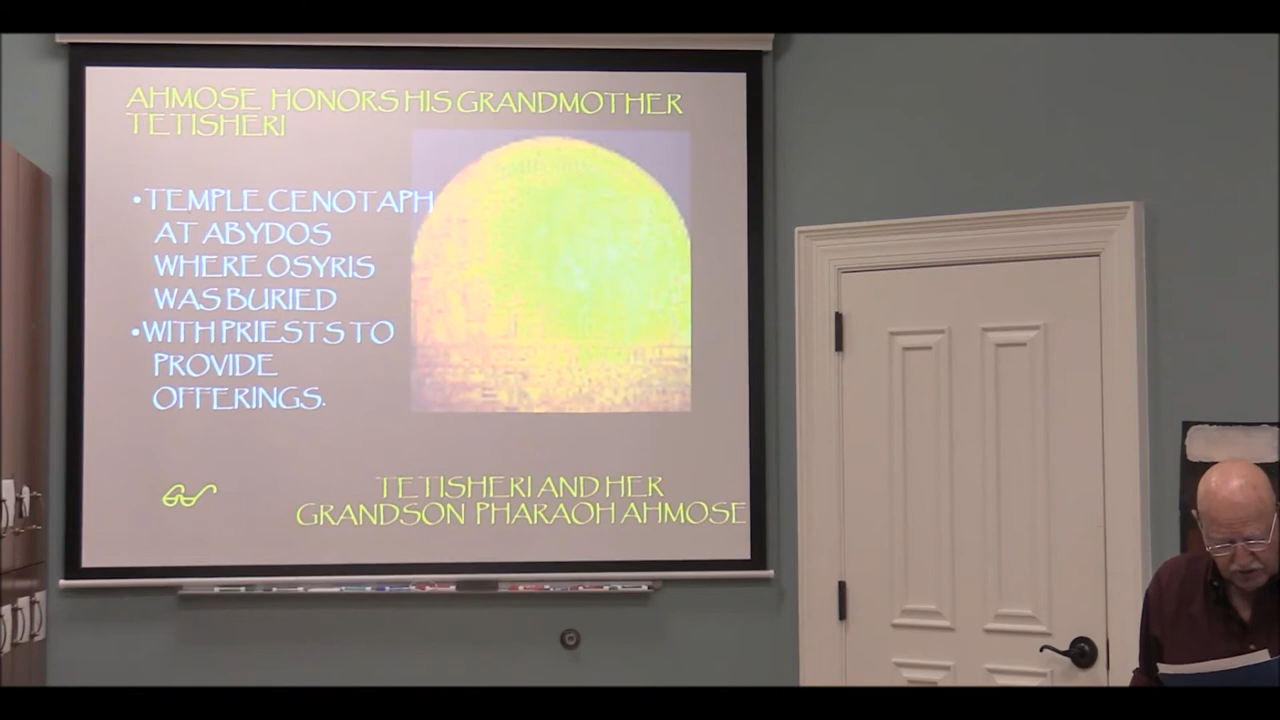 AHMOSE HONORS HIS GRANDMOTHER
TETISHERI
•TEMPLE CENOTAPH
AT ABYDOS
WHERE OSYRIS
WAS BURIED
•WITH PRIESTS TO
PROVIDE
OFFERINGS.
TETISHERI AND HER
GRANDSON PHARAOH AHMOSE